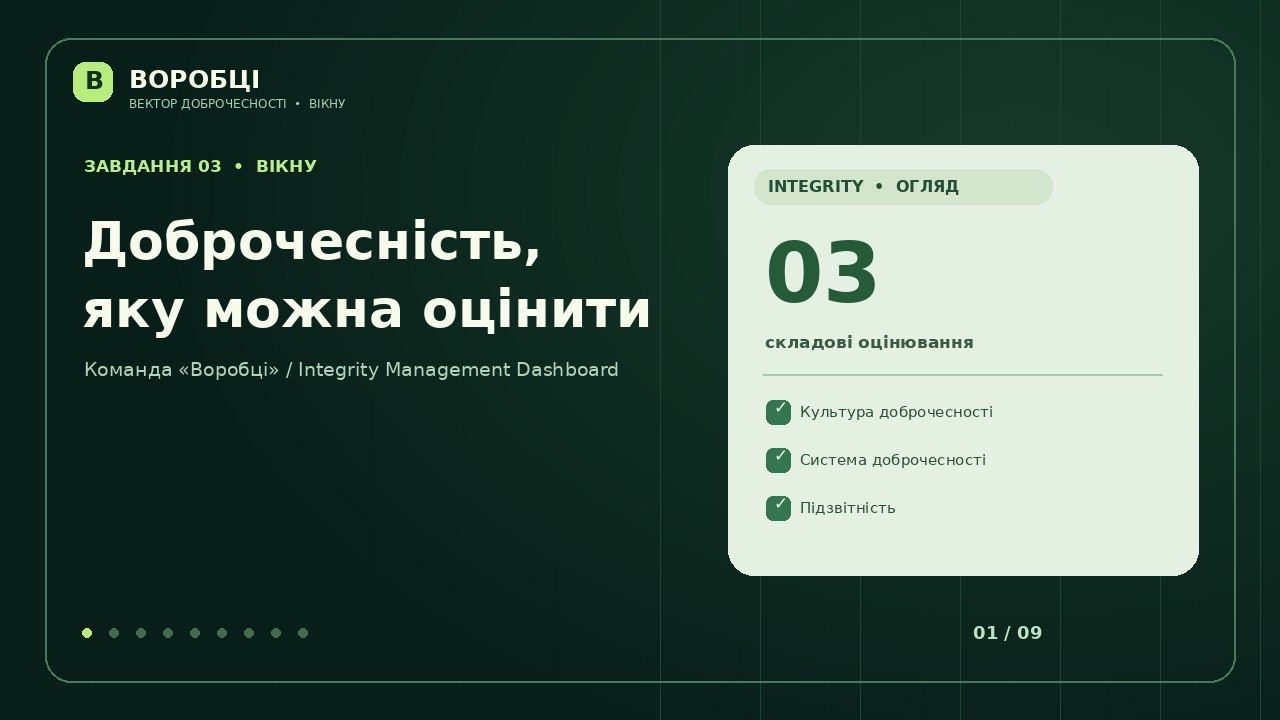 В
ВОРОБЦІ
ВЕКТОР ДОБРОЧЕСНОСТІ • ВІКНУ
ЗАВДАННЯ 03 • ВІКНУ
Доброчесність,
яку можна оцінити
Команда «Воробці» / Integrity Management Dashboard
INTEGRITY • ОГЛЯД
03
складові оцінювання
✓ Культура доброчесності
✓ Система доброчесності
✓ Підзвітність
01 / 09